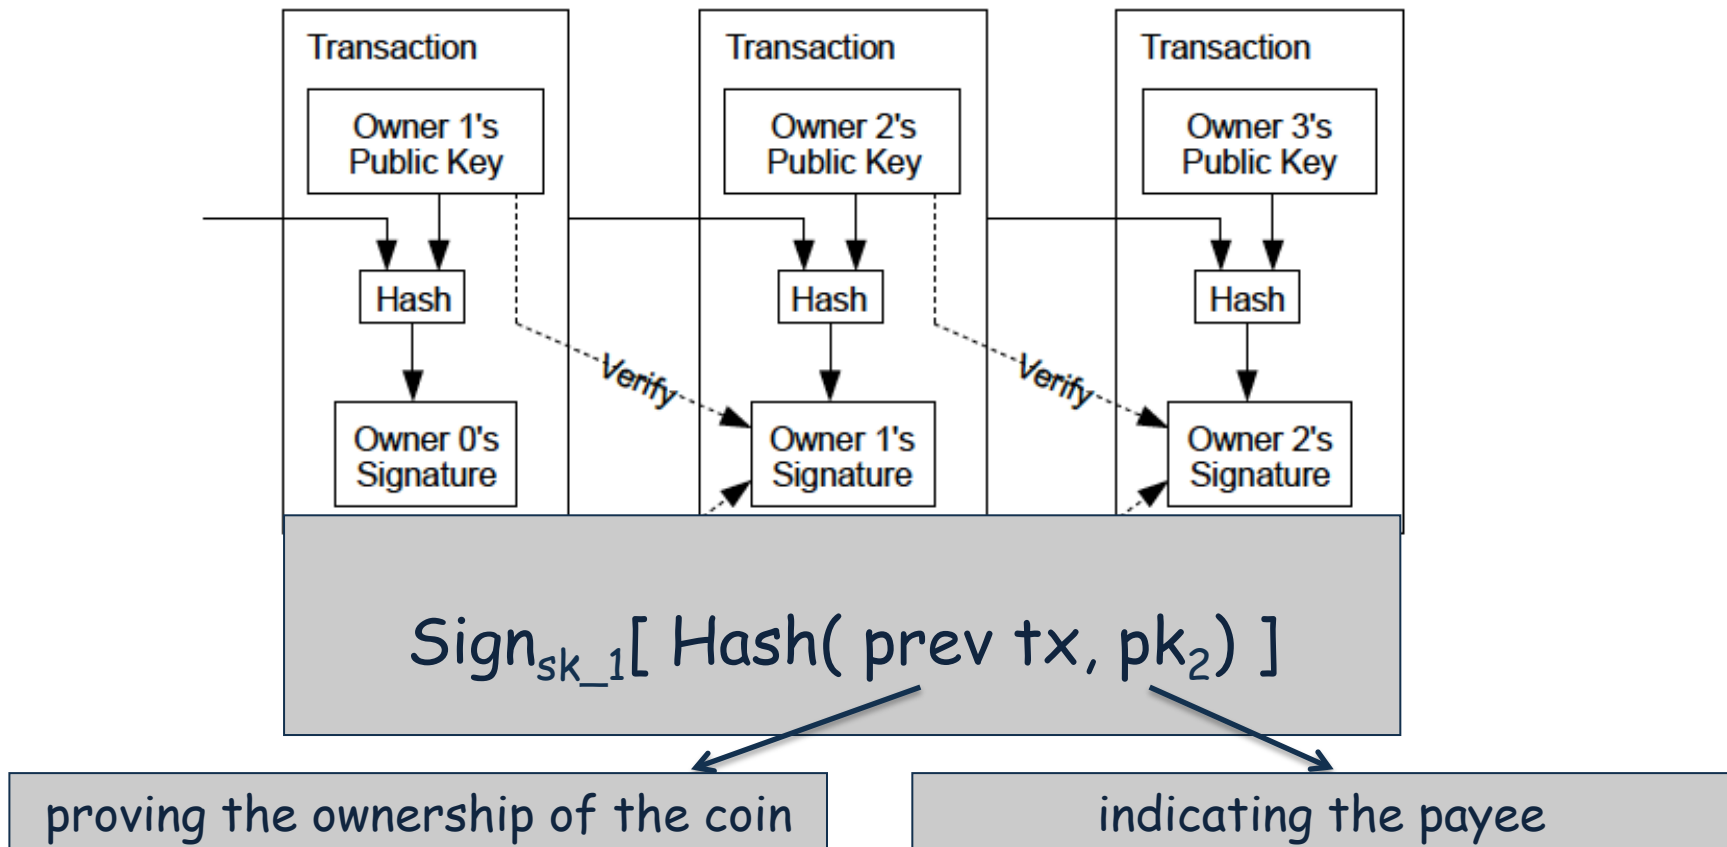 Transaction
Transaction
Transaction
Owner 1's
Public Key
Owner 2's
Public Key
Owner 3's
Public Key
Hash
Hash
Hash
Verify
Verify
Owner 0's
Signature
Owner 1's
Signature
Owner 2's
Signature
Sign_sk_1[ Hash( prev tx, pk₂) ]
proving the ownership of the coin
indicating the payee